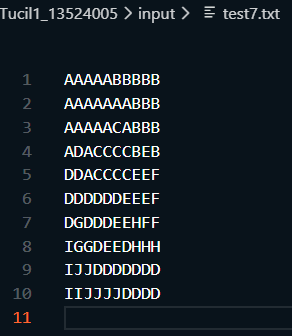 Tucil1_13524005 > input > test7.txt
1 AAAAABBBBB
2 AAAAAAABBB
3 AAAAACABBB
4 ADACCCCBEB
5 DDACCCCEEF
6 DDDDDDEEEF
7 DGDDDEEHFF
8 IGGDEEDHHH
9 IJJDDDDDDD
10 IIJJJJDDDD
11